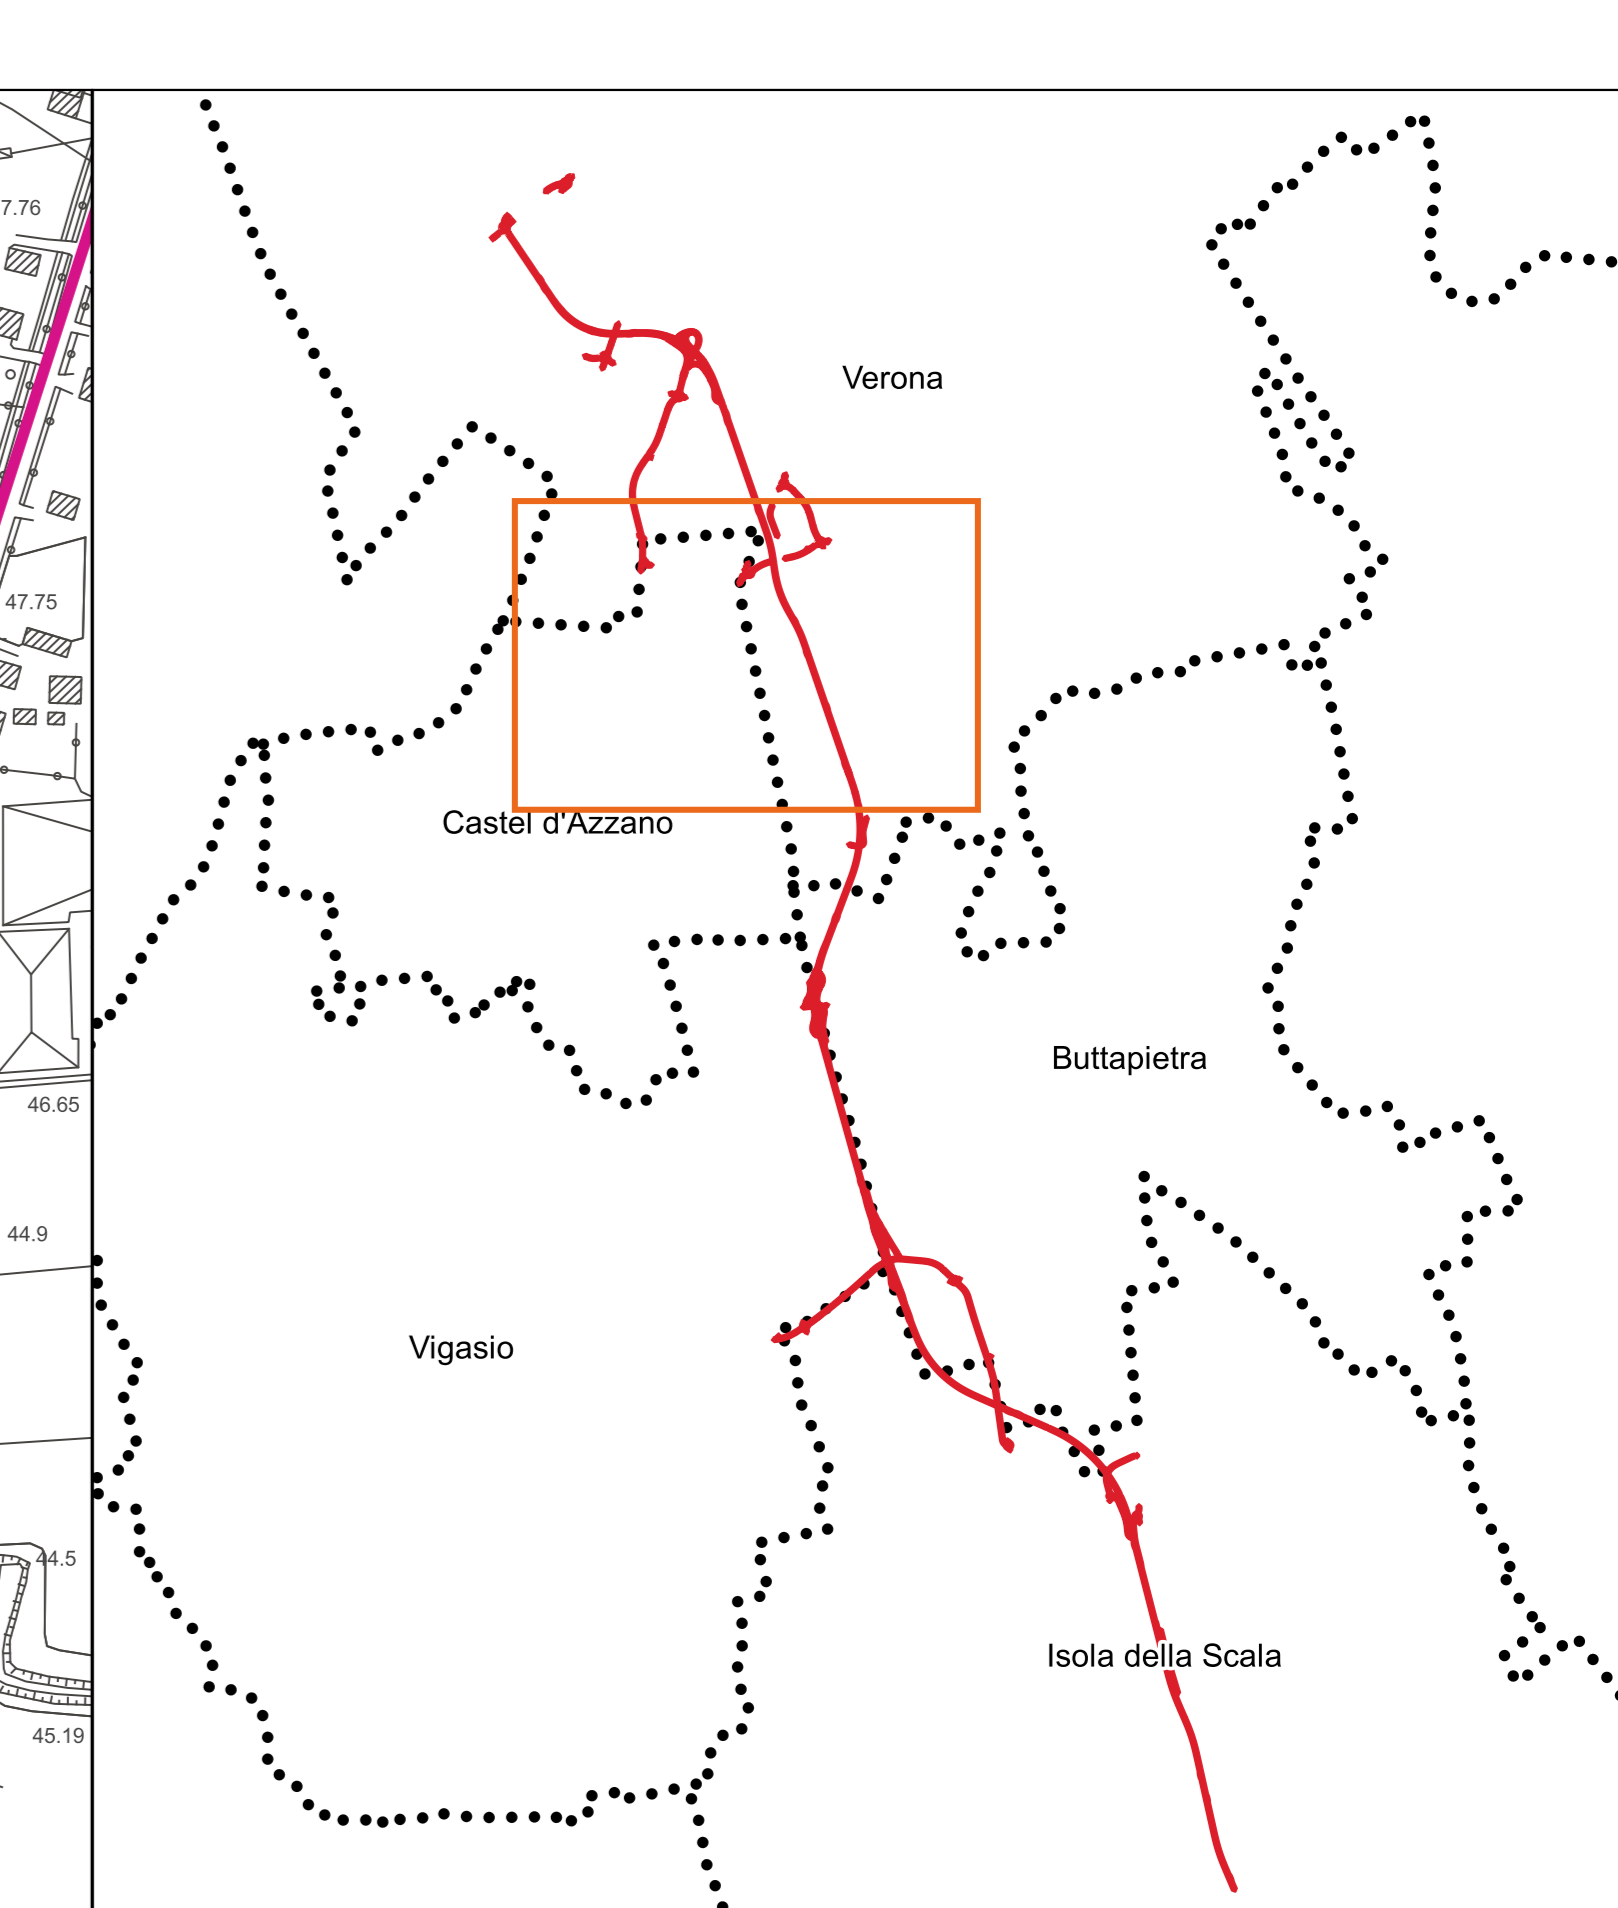 7.76
Verona
47.75
Castel d'Azzano
Buttapietra
46.65
44.9
Vigasio
44.5
Isola della Scala
45.19